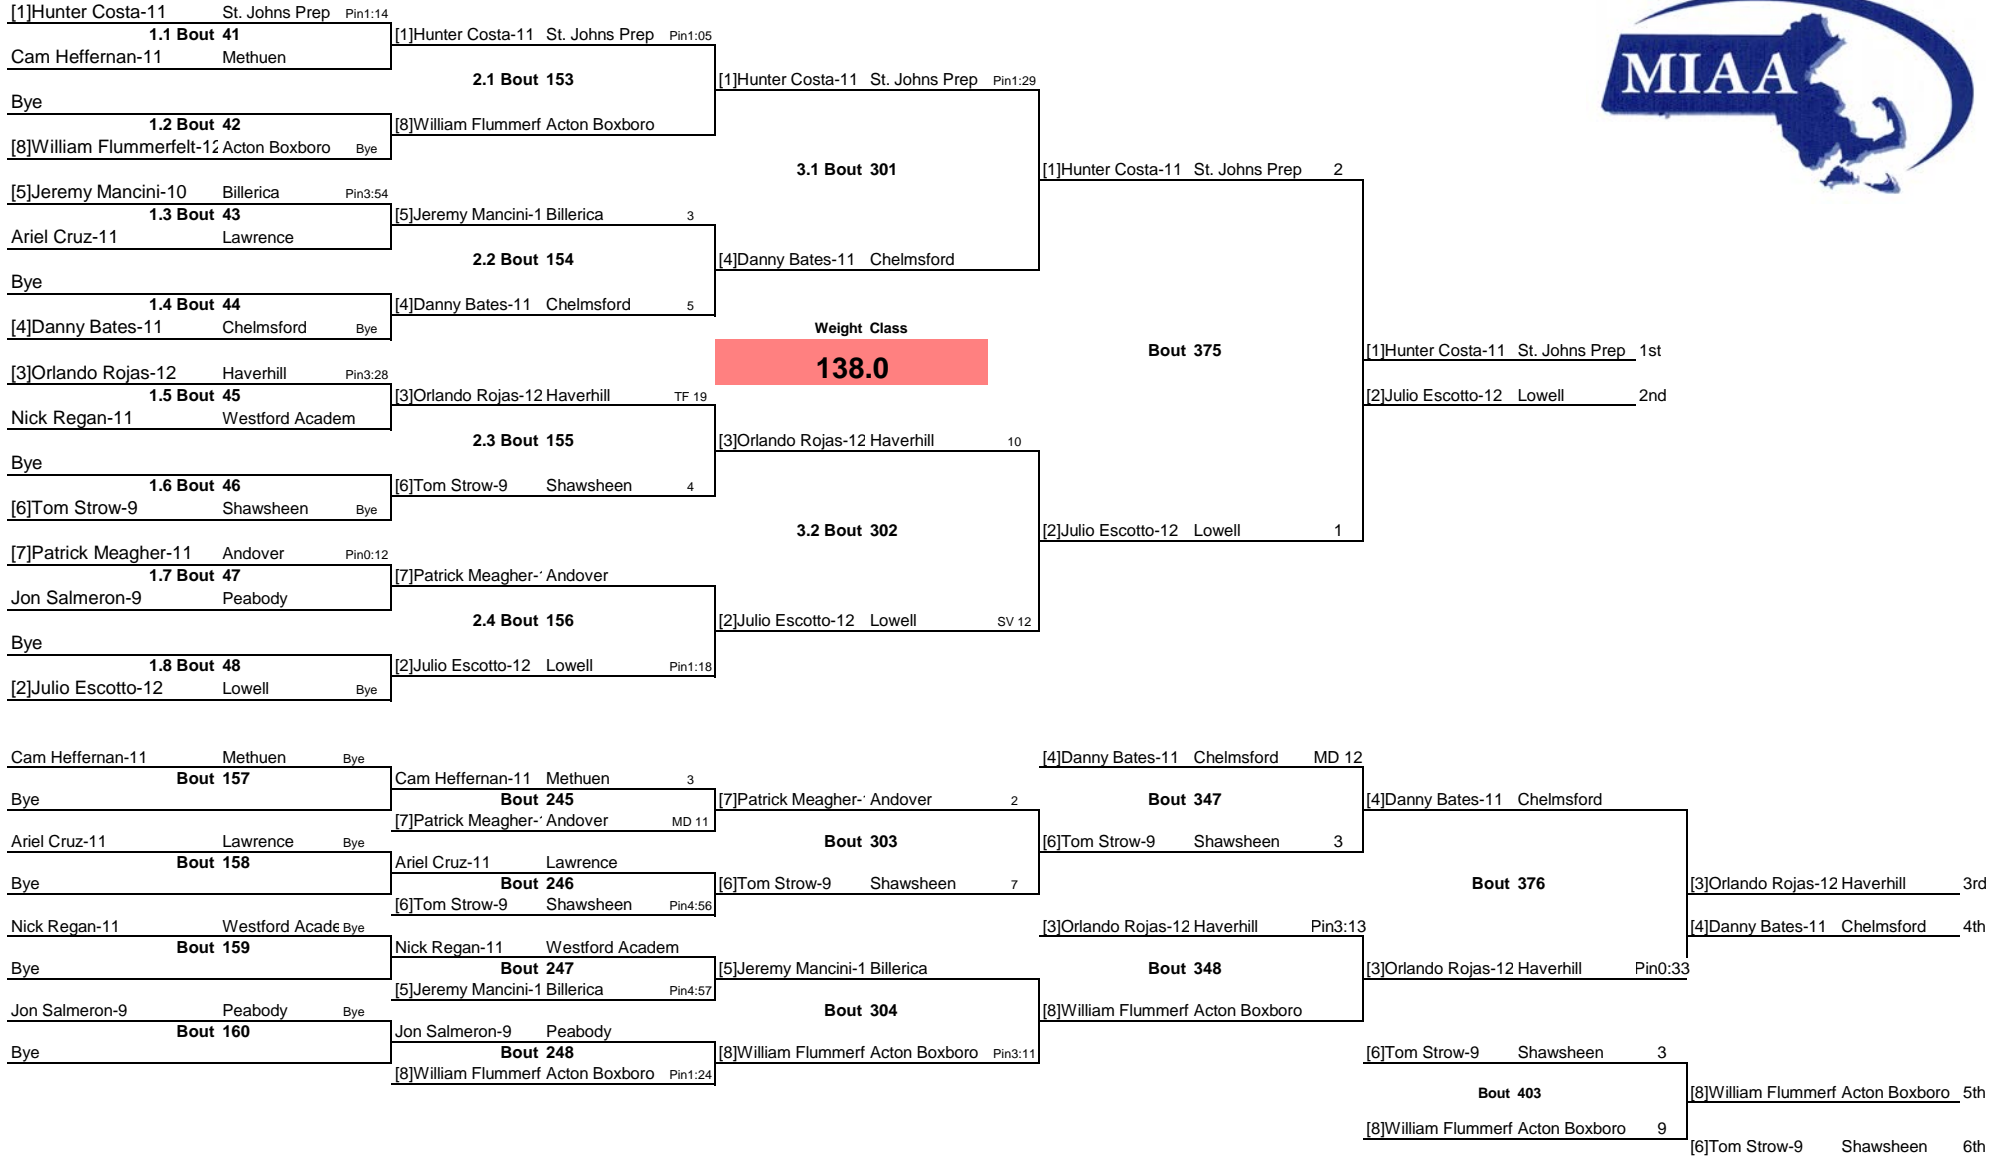 [1]Hunter Costa-11 St. Johns Prep Pin1:14
1.1 Bout 41
Cam Heffernan-11 Methuen
Bye
1.2 Bout 42
[8]William Flummerfelt-12 Acton Boxboro Bye
[5]Jeremy Mancini-10 Billerica Pin3:54
1.3 Bout 43
Ariel Cruz-11 Lawrence
Bye
1.4 Bout 44
[4]Danny Bates-11 Chelmsford Bye
[3]Orlando Rojas-12 Haverhill Pin3:28
1.5 Bout 45
Nick Regan-11 Westford Academ
Bye
1.6 Bout 46
[6]Tom Strow-9 Shawsheen Bye
[7]Patrick Meagher-11 Andover Pin0:12
1.7 Bout 47
Jon Salmeron-9 Peabody
Bye
1.8 Bout 48
[2]Julio Escotto-12 Lowell Bye
[1]Hunter Costa-11 St. Johns Prep Pin1:05
2.1 Bout 153
[8]William Flummerf Acton Boxboro
[5]Jeremy Mancini-1 Billerica 3
2.2 Bout 154
[4]Danny Bates-11 Chelmsford 5
[3]Orlando Rojas-12 Haverhill TF 19
2.3 Bout 155
[6]Tom Strow-9 Shawsheen 4
[7]Patrick Meagher- Andover
2.4 Bout 156
[2]Julio Escotto-12 Lowell Pin1:18
[1]Hunter Costa-11 St. Johns Prep Pin1:29
3.1 Bout 301
[4]Danny Bates-11 Chelmsford
Weight Class
138.0
[3]Orlando Rojas-12 Haverhill 10
3.2 Bout 302
[2]Julio Escotto-12 Lowell SV 12
[1]Hunter Costa-11 St. Johns Prep 2
Bout 375
[2]Julio Escotto-12 Lowell 1
[1]Hunter Costa-11 St. Johns Prep 1st
[2]Julio Escotto-12 Lowell 2nd
MIAA
Cam Heffernan-11 Methuen Bye
Bout 157
Bye
Ariel Cruz-11 Lawrence Bye
Bout 158
Bye
Nick Regan-11 Westford Acade Bye
Bout 159
Bye
Jon Salmeron-9 Peabody Bye
Bout 160
Bye
Cam Heffernan-11 Methuen 3
Bout 245
[7]Patrick Meagher- Andover MD 11
Ariel Cruz-11 Lawrence
Bout 246
[6]Tom Strow-9 Shawsheen Pin4:56
Nick Regan-11 Westford Academ
Bout 247
[5]Jeremy Mancini-1 Billerica Pin4:57
Jon Salmeron-9 Peabody
Bout 248
[8]William Flummerf Acton Boxboro Pin1:24
[7]Patrick Meagher- Andover 2
Bout 303
[6]Tom Strow-9 Shawsheen 7
[5]Jeremy Mancini-1 Billerica
Bout 304
[8]William Flummerf Acton Boxboro Pin3:11
[4]Danny Bates-11 Chelmsford MD 12
Bout 347
[6]Tom Strow-9 Shawsheen 3
[3]Orlando Rojas-12 Haverhill Pin3:13
Bout 348
[8]William Flummerf Acton Boxboro
[4]Danny Bates-11 Chelmsford
Bout 376
[3]Orlando Rojas-12 Haverhill Pin0:33
[3]Orlando Rojas-12 Haverhill 3rd
[4]Danny Bates-11 Chelmsford 4th
[6]Tom Strow-9 Shawsheen 3
Bout 403
[8]William Flummerf Acton Boxboro 9
[8]William Flummerf Acton Boxboro 5th
[6]Tom Strow-9 Shawsheen 6th